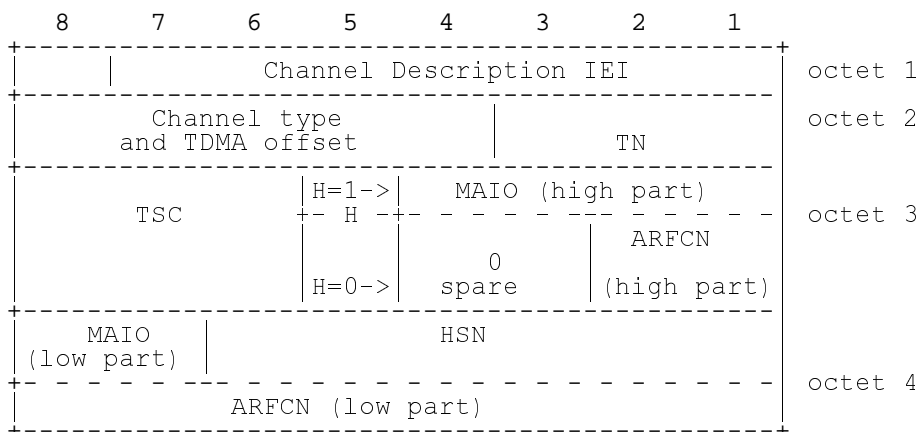 8 7 6 5 4 3 2 1
Channel Description IEI octet 1
Channel type octet 2
and TDMA offset TN
H=1-> MAIO (high part)
TSC H octet 3
ARFCN
0
H=0-> spare (high part)
MAIO HSN
(low part)
octet 4
ARFCN (low part)